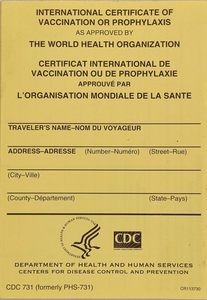 INTERNATIONAL CERTIFICATE OF
VACCINATION OR PROPHYLAXIS
AS APPROVED BY
THE WORLD HEALTH ORGANIZATION
CERTIFICAT INTERNATIONAL DE
VACCINATION OU DE PROPHYLAXIE
APPROUVÉ PAR
L'ORGANISATION MONDIALE DE LA SANTE
TRAVELER'S NAME–NOM DU VOYAGEUR
ADDRESS–ADRESSE (Number–Numéro) (Street–Rue)
(City–Ville)
(County–Département) (State–Pays)
CDC
DEPARTMENT OF HEALTH AND HUMAN SERVICES
CENTERS FOR DISEASE CONTROL AND PREVENTION
CDC 731 (formerly PHS-731)